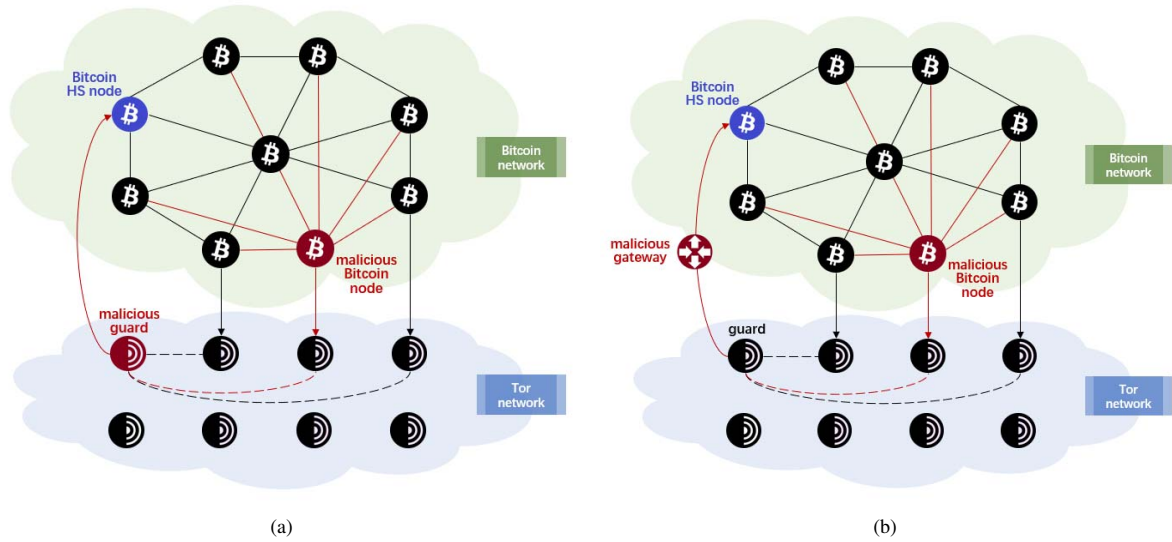 Bitcoin
HS node
Bitcoin
network
malicious
Bitcoin
node
malicious
guard
Tor
network
(a)
Bitcoin
HS node
Bitcoin
network
malicious
gateway
malicious
Bitcoin
node
guard
Tor
network
(b)